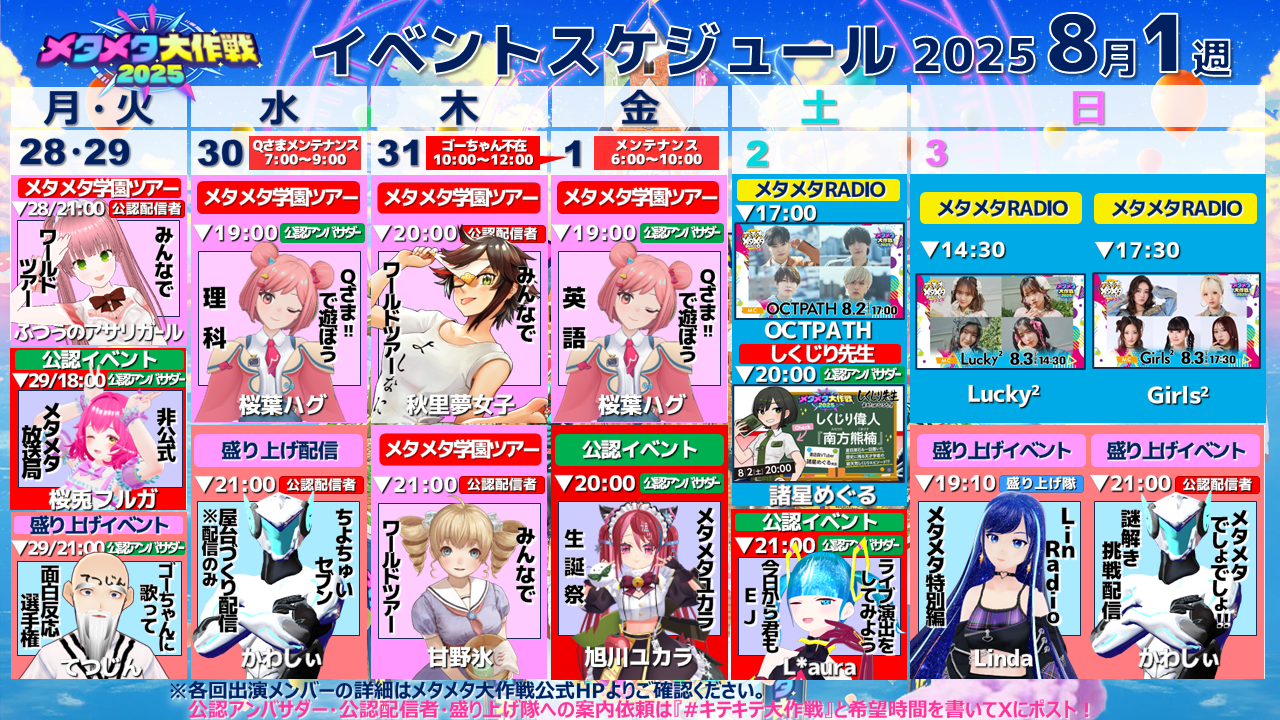 メタメタ大作戦
2025
イベントスケジュール 2025 8月1週
月・火
水
木
金
土
日
28・29
30
Qさまメンテナンス
7:00〜9:00
31
ゴーちゃん不在
10:00〜12:00
1
メンテナンス
6:00〜10:00
2
3
メタメタ学園ツアー
▼28/21:00 公認配信者
みんなで
ワールド
ツアー
ふつうのアサリガール
公認イベント
▼29/18:00 公認アンバサダー
非公式
メタメタ
放送局
桜兎フルガ
盛り上げイベント
▼29/21:00 公認アンバサダー
ゴーちゃんに
歌って
面白反応
選手権
てつじん
メタメタ学園ツアー
▼19:00 公認アンバサダー
Qさま!!
で遊ぼう
理科
桜葉ハグ
盛り上げ配信
▼21:00 公認配信者
ちょちゅい
セブン
屋台づくり配信
※配信のみ
かわしぃ
メタメタ学園ツアー
▼20:00 公認配信者
みんなで
ワールドツアー
秋里夢女子
メタメタ学園ツアー
▼21:00 公認配信者
みんなで
ワールドツアー
甘野氷
メタメタ学園ツアー
▼19:00 公認アンバサダー
Qさま!!
で遊ぼう
英語
桜葉ハグ
公認イベント
▼20:00 公認アンバサダー
メタメタユカラ
生誕祭
旭川ユカラ
メタメタRADIO
▼17:00
MC OCTPATH 8.2 17:00
OCTPATH
しくじり先生
▼20:00 公認アンバサダー
メタメタ大作戦
2025
しくじり先生
Check
しくじり偉人
『南方熊楠』
8/2(土)20:00
諸星めぐる
公認イベント
▼21:00 公認アンバサダー
ライブ演出を
してみよう
今日から君も
EJ
L*aura
メタメタRADIO
▼14:30
MC Lucky² 8.3 14:30
Lucky²
メタメタRADIO
▼17:30
MC Girls² 8.3 17:30
Girls²
盛り上げイベント
▼19:10 盛り上げ隊
Lin
Radio
メタメタ特別編
Linda
盛り上げイベント
▼21:00 公認配信者
メタメタ
でしょでしょ!!
謎解き
挑戦配信
かわしぃ
※各回出演メンバーの詳細はメタメタ大作戦公式HPよりご確認ください。
公認アンバサダー・公認配信者・盛り上げ隊への案内依頼は『#キテキテ大作戦』と希望時間を書いてXにポスト！